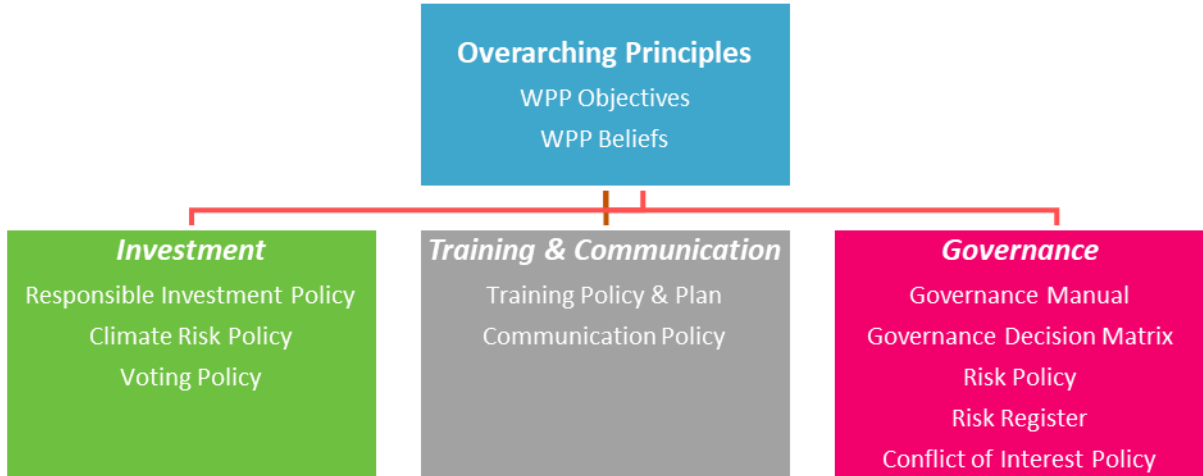 Overarching Principles
WPP Objectives
WPP Beliefs
Investment
Responsible Investment Policy
Climate Risk Policy
Voting Policy
Training & Communication
Training Policy & Plan
Communication Policy
Governance
Governance Manual
Governance Decision Matrix
Risk Policy
Risk Register
Conflict of Interest Policy